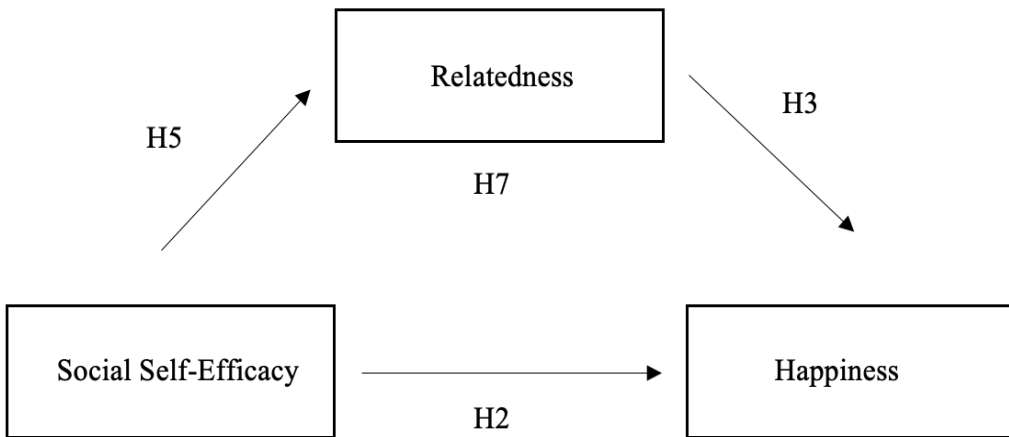 Relatedness
H5
H3
H7
Social Self-Efficacy
Happiness
H2